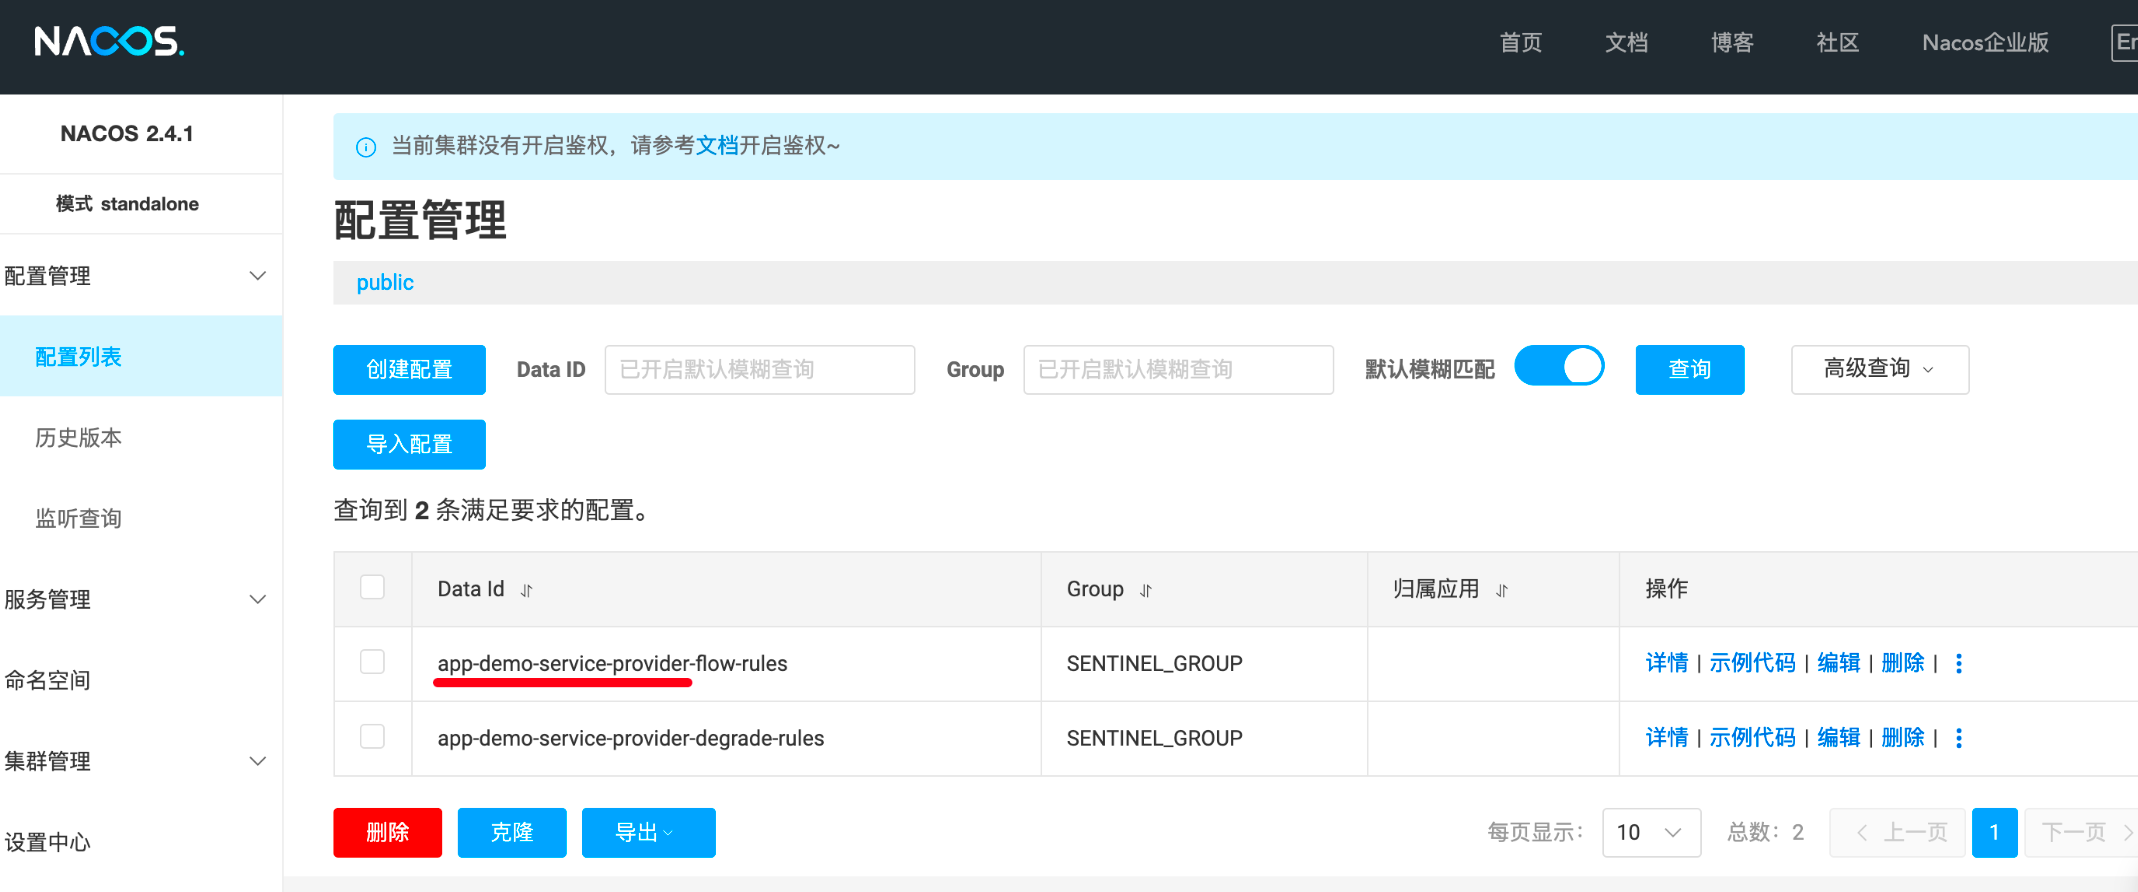 NACOS.
首页 文档 博客 社区 Nacos企业版 En
NACOS 2.4.1
模式 standalone
配置管理
配置列表
历史版本
监听查询
服务管理
命名空间
集群管理
设置中心
当前集群没有开启鉴权，请参考文档开启鉴权~
配置管理
public
创建配置 Data ID 已开启默认模糊查询 Group 已开启默认模糊查询 默认模糊匹配 查询 高级查询
导入配置
查询到 2 条满足要求的配置。
Data Id Group 归属应用 操作
app-demo-service-provider-flow-rules SENTINEL_GROUP 详情 | 示例代码 | 编辑 | 删除 |
app-demo-service-provider-degrade-rules SENTINEL_GROUP 详情 | 示例代码 | 编辑 | 删除 |
删除 克隆 导出 每页显示： 10 总数：2 上一页 1 下一页